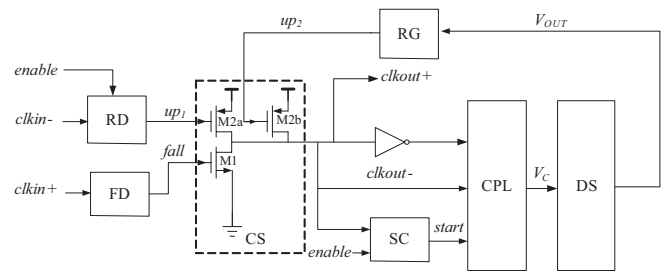 up2
RG
VOUT
enable
clkin-
RD
up1
M2a
M2b
clkout+
fall
M1
clkin+
FD
CS
clkout-
CPL
VC
DS
enable
SC
start